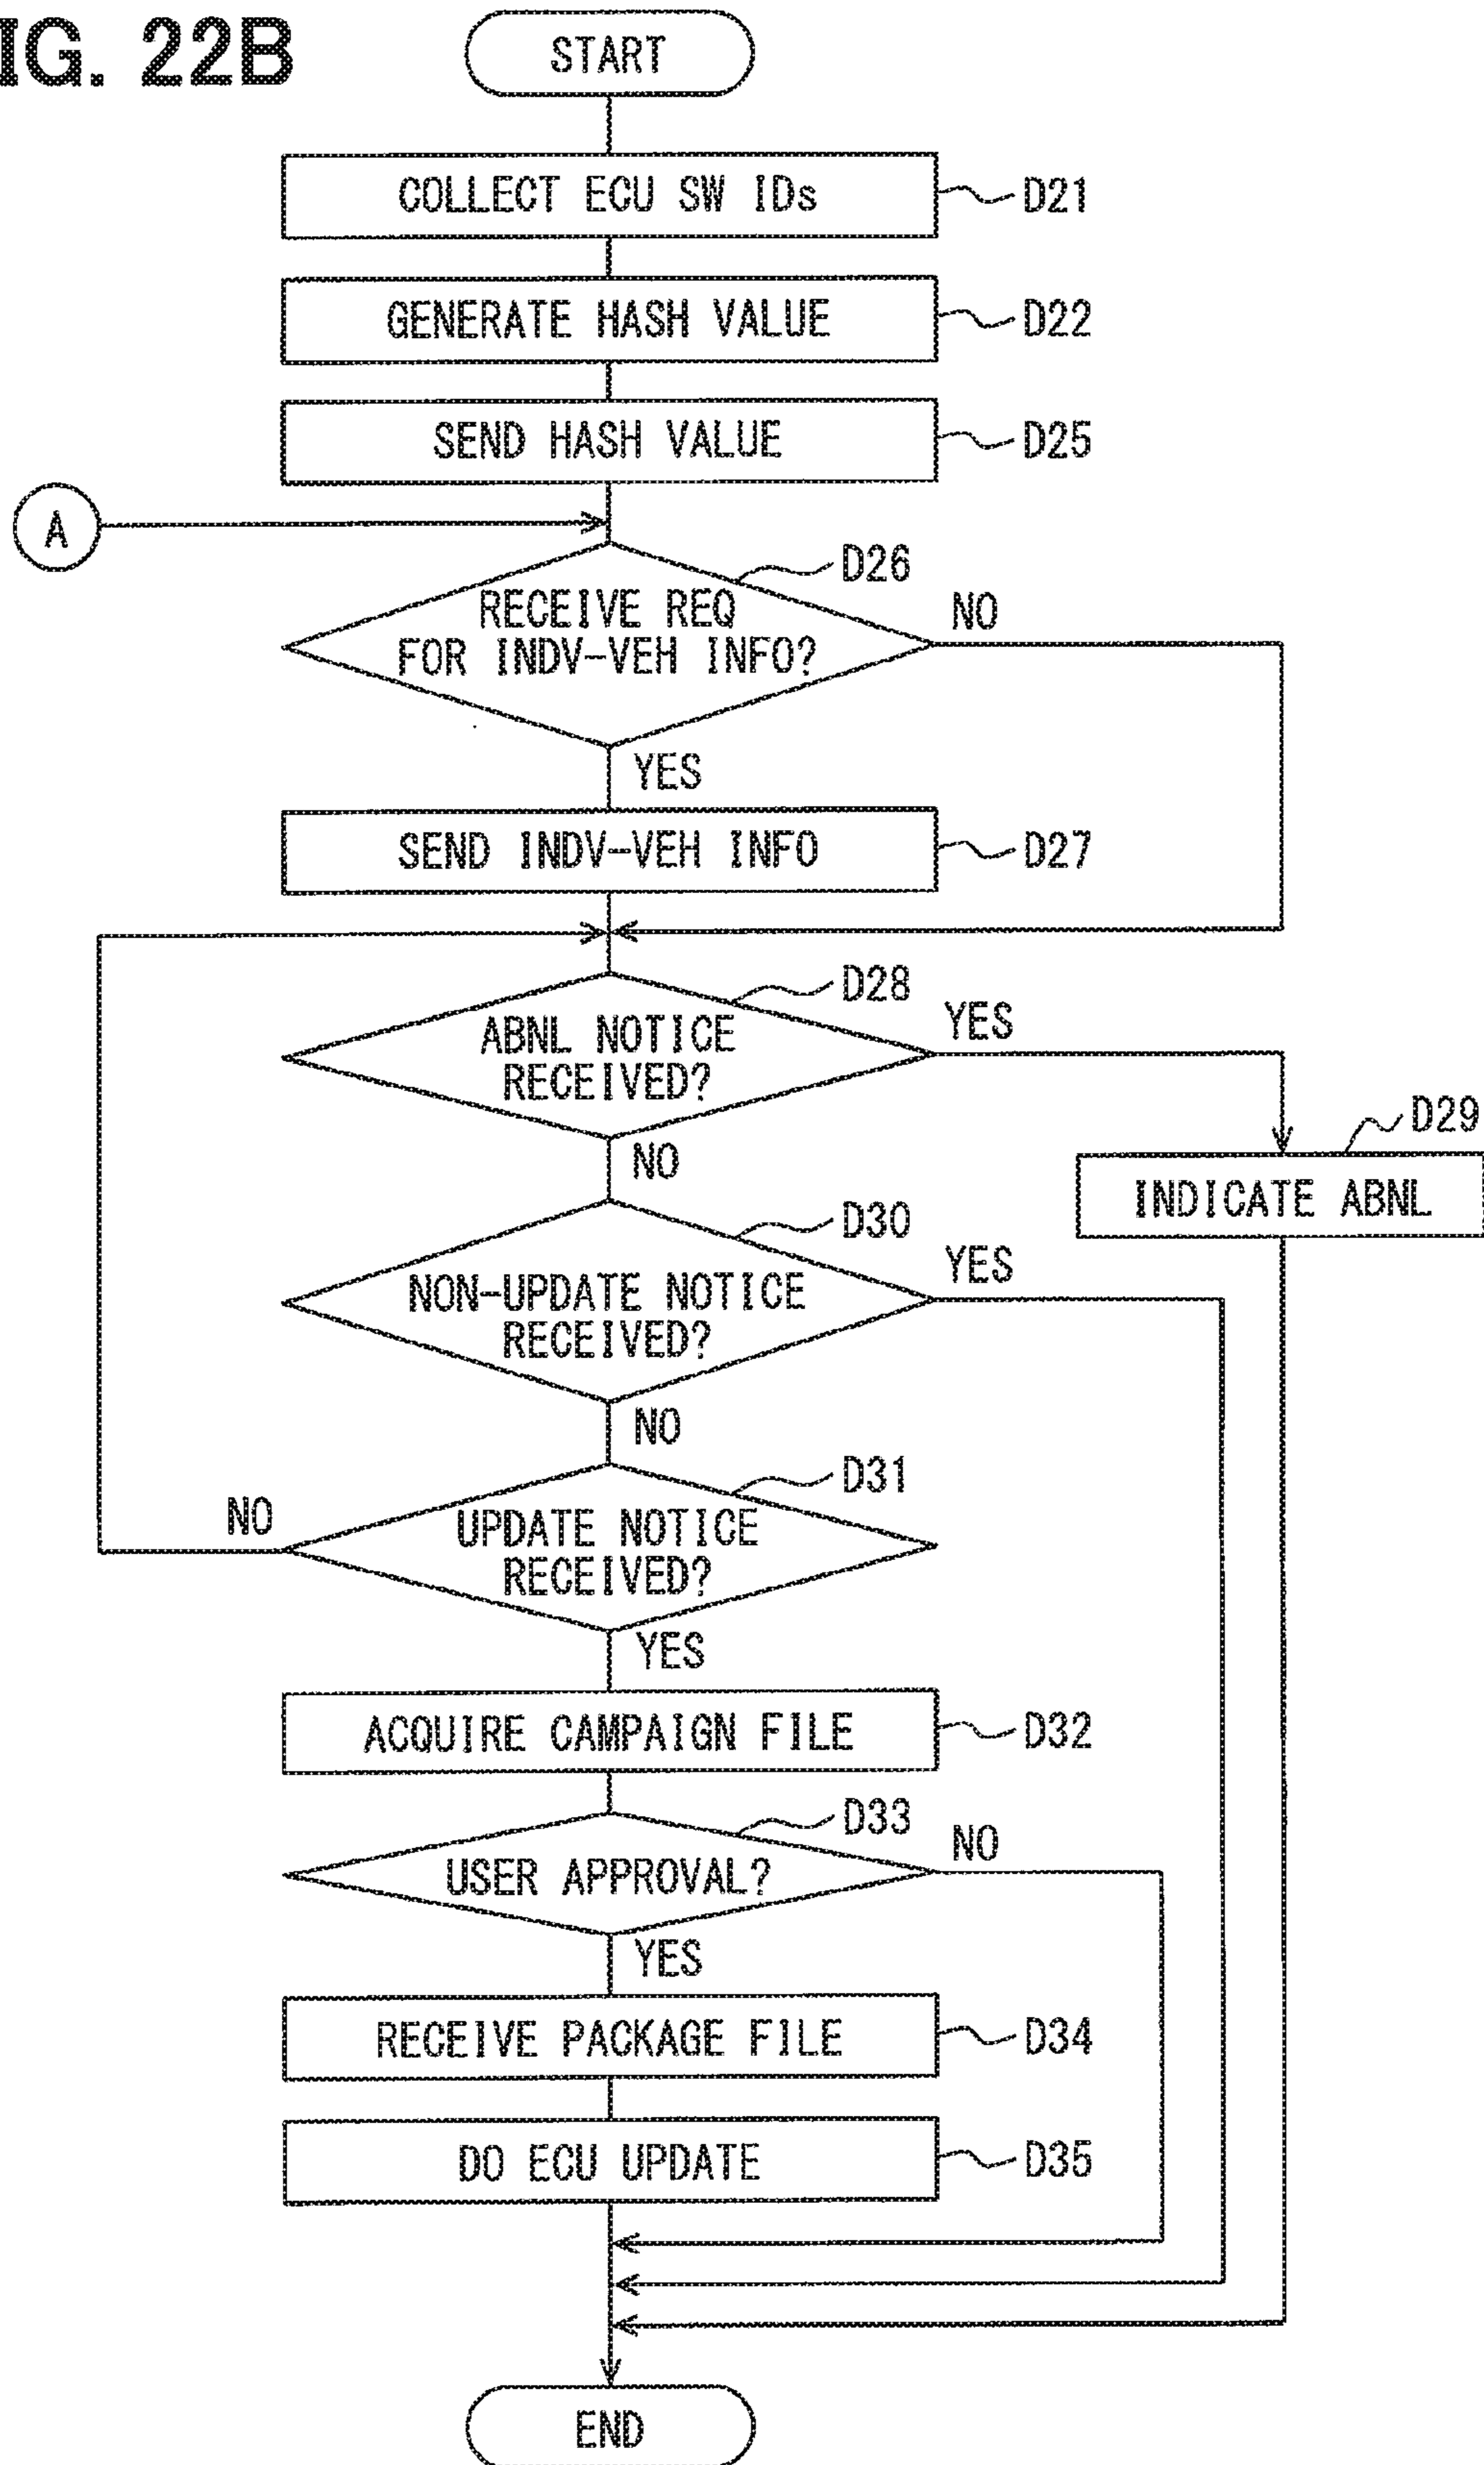 IG. 22B
START
COLLECT ECU SW IDs
D21
GENERATE HASH VALUE
D22
SEND HASH VALUE
D25
A
D26
RECEIVE REQ
FOR INDV-VEH INFO?
NO
YES
SEND INDV-VEH INFO
D27
D28
ABNL NOTICE
RECEIVED?
YES
NO
D29
INDICATE ABNL
D30
NON-UPDATE NOTICE
RECEIVED?
YES
NO
D31
UPDATE NOTICE
RECEIVED?
NO
YES
ACQUIRE CAMPAIGN FILE
D32
D33
USER APPROVAL?
NO
YES
RECEIVE PACKAGE FILE
D34
DO ECU UPDATE
D35
END